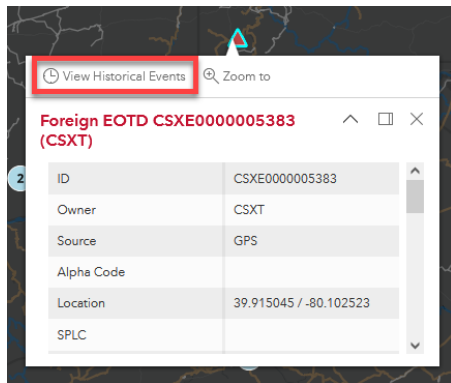 View Historical Events Zoom to
Foreign EOTD CSXE0000005383
(CSXT)
2
ID CSXE0000005383
Owner CSXT
Source GPS
Alpha Code
Location 39.915045 / -80.102523
SPLC